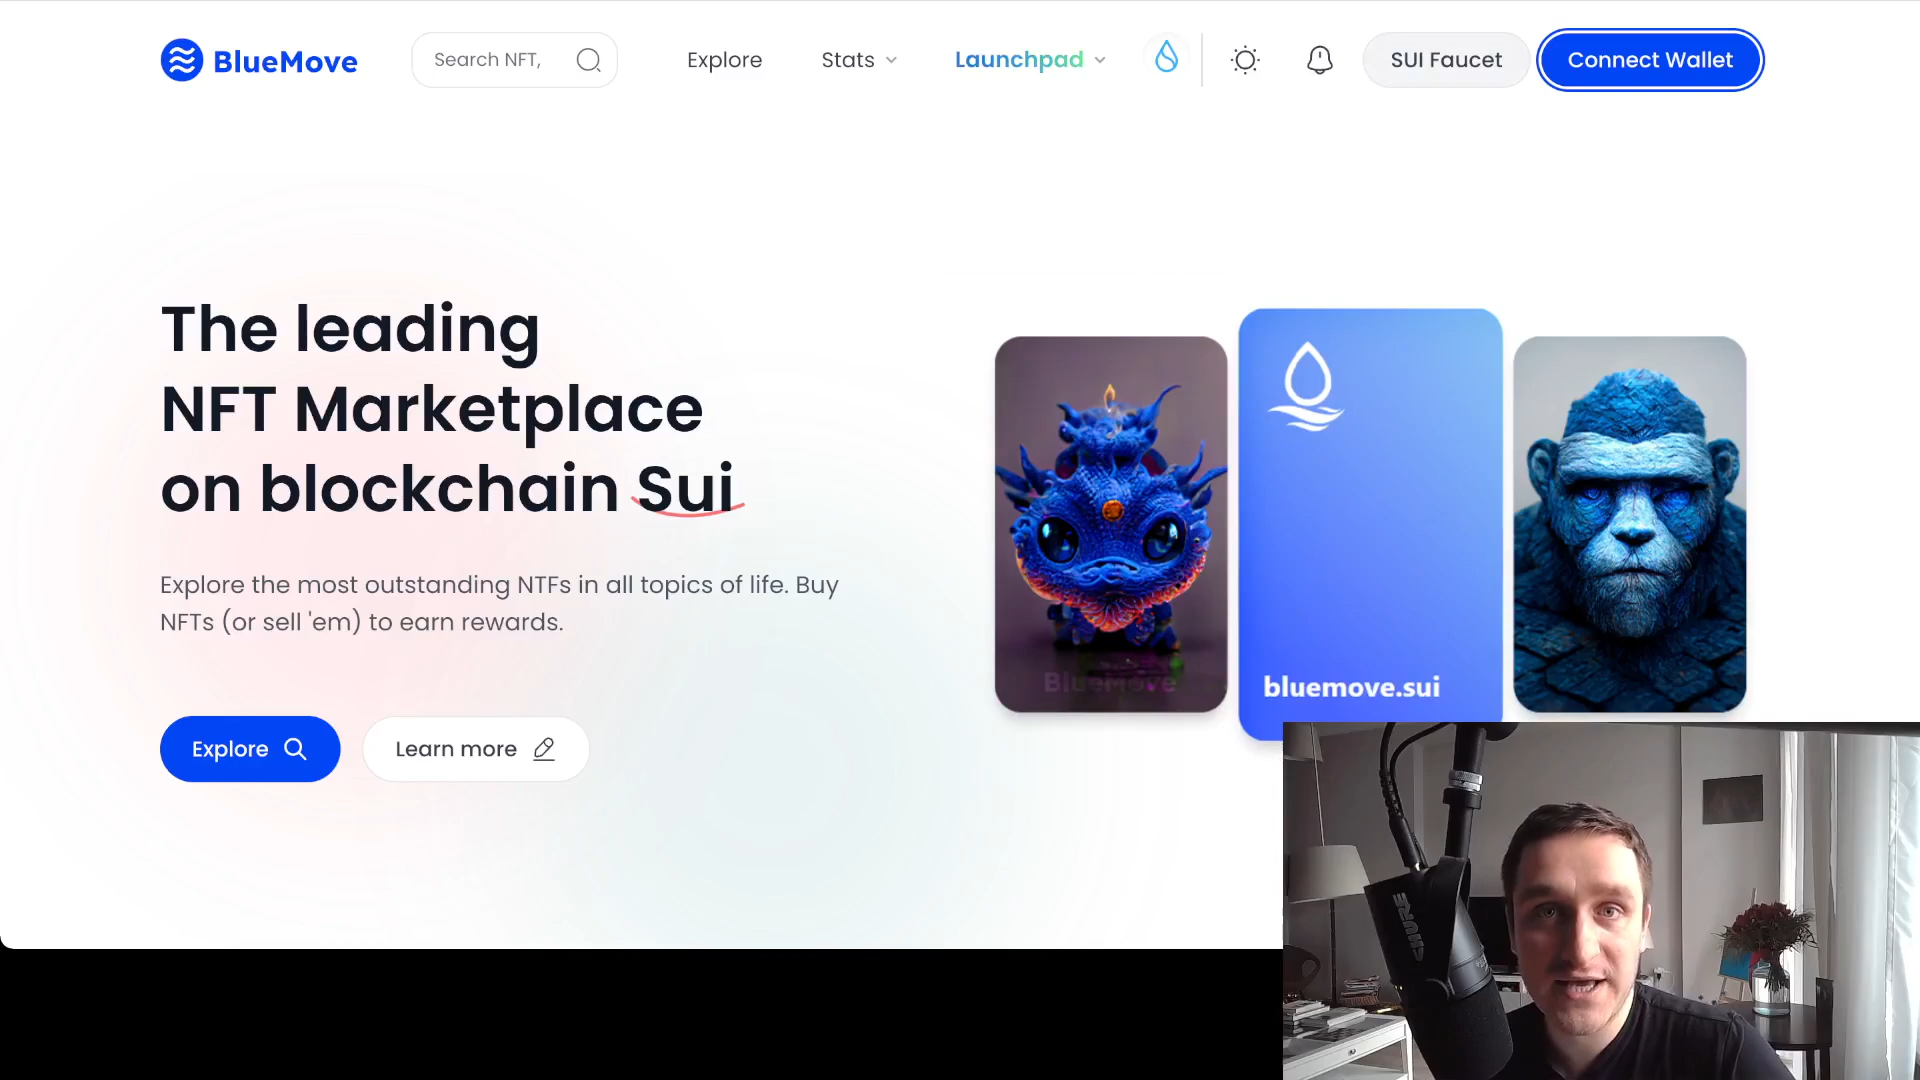 BlueMove
Search NFT,
Explore
Stats
Launchpad
SUI Faucet
Connect Wallet
The leading
NFT Marketplace
on blockchain Sui
Explore the most outstanding NTFs in all topics of life. Buy
NFTs (or sell 'em) to earn rewards.
Explore
Learn more
BlueMove
bluemove.sui
SHURE